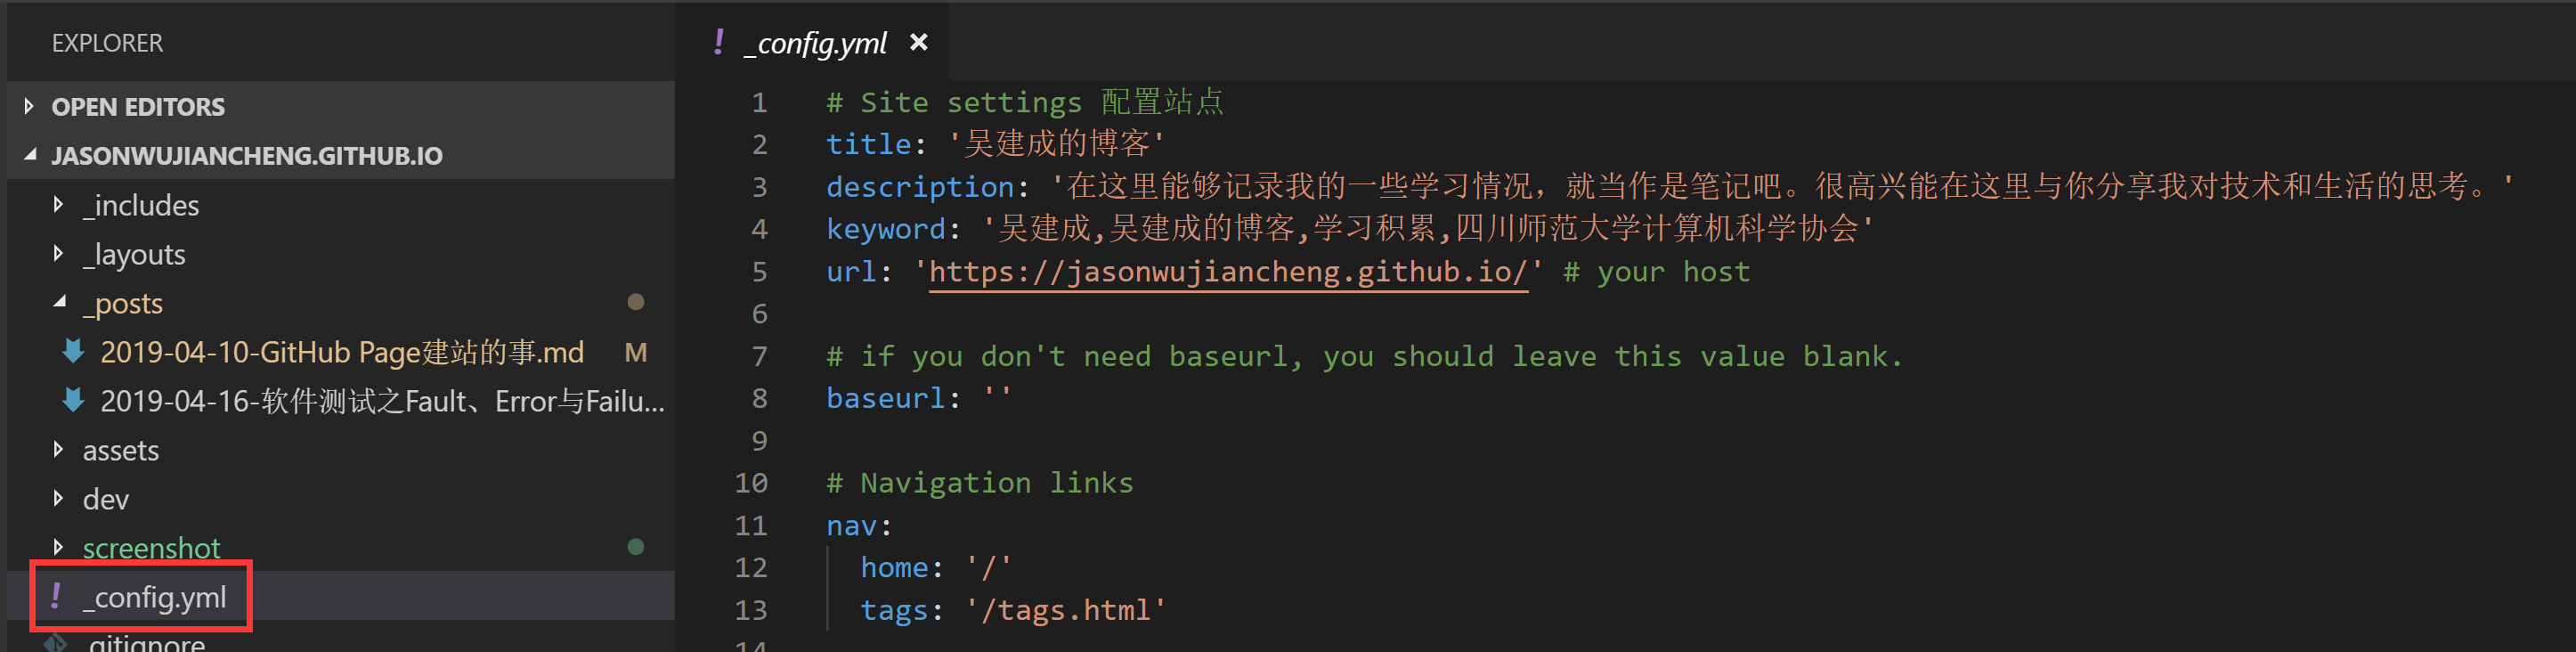 EXPLORER
OPEN EDITORS
JASONWUJIANCHENG.GITHUB.IO
_includes
_layouts
_posts
2019-04-10-GitHub Page建站的事.md M
2019-04-16-软件测试之Fault、Error与Failu...
assets
dev
screenshot
! _config.yml
.gitignore
! _config.yml ×
1 # Site settings 配置站点
2 title: '吴建成的博客'
3 description: '在这里能够记录我的一些学习情况，就当作是笔记吧。很高兴能在这里与你分享我对技术和生活的思考。'
4 keyword: '吴建成,吴建成的博客,学习积累,四川师范大学计算机科学协会'
5 url: 'https://jasonwujiancheng.github.io/' # your host
6
7 # if you don't need baseurl, you should leave this value blank.
8 baseurl: ''
9
10 # Navigation links
11 nav:
12 home: '/'
13 tags: '/tags.html'
14